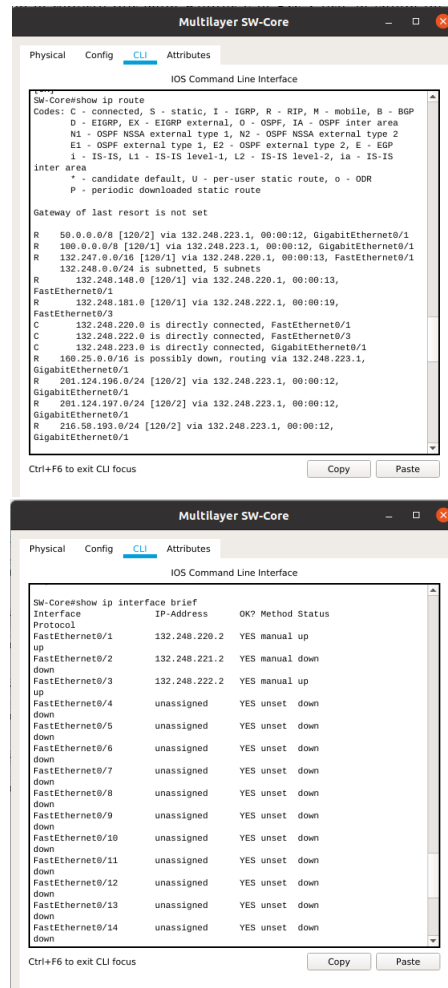 Multilayer SW-Core
Physical Config CLI Attributes
IOS Command Line Interface
SW-Core#show ip route
Codes: C - connected, S - static, I - IGRP, R - RIP, M - mobile, B - BGP
D - EIGRP, EX - EIGRP external, O - OSPF, IA - OSPF inter area
N1 - OSPF NSSA external type 1, N2 - OSPF NSSA external type 2
E1 - OSPF external type 1, E2 - OSPF external type 2, E - EGP
i - IS-IS, L1 - IS-IS level-1, L2 - IS-IS level-2, ia - IS-IS
inter area
* - candidate default, U - per-user static route, o - ODR
P - periodic downloaded static route
Gateway of last resort is not set
R 50.0.0.0/8 [120/2] via 132.248.223.1, 00:00:12, GigabitEthernet0/1
R 100.0.0.0/8 [120/1] via 132.248.223.1, 00:00:12, GigabitEthernet0/1
R 132.247.0.0/16 [120/1] via 132.248.220.1, 00:00:13, FastEthernet0/1
132.248.0.0/24 is subnetted, 5 subnets
R 132.248.148.0 [120/1] via 132.248.220.1, 00:00:13,
FastEthernet0/1
R 132.248.181.0 [120/1] via 132.248.222.1, 00:00:19,
FastEthernet0/3
C 132.248.220.0 is directly connected, FastEthernet0/1
C 132.248.222.0 is directly connected, FastEthernet0/3
C 132.248.223.0 is directly connected, GigabitEthernet0/1
R 160.25.0.0/16 is possibly down, routing via 132.248.223.1,
GigabitEthernet0/1
R 201.124.196.0/24 [120/2] via 132.248.223.1, 00:00:12,
GigabitEthernet0/1
R 201.124.197.0/24 [120/2] via 132.248.223.1, 00:00:12,
GigabitEthernet0/1
R 216.58.193.0/24 [120/2] via 132.248.223.1, 00:00:12,
GigabitEthernet0/1
Ctrl+F6 to exit CLI focus Copy Paste
Multilayer SW-Core
Physical Config CLI Attributes
IOS Command Line Interface
SW-Core#show ip interface brief
Interface IP-Address OK? Method Status
Protocol
FastEthernet0/1 132.248.220.2 YES manual up
up
FastEthernet0/2 132.248.221.2 YES manual down
down
FastEthernet0/3 132.248.222.2 YES manual up
up
FastEthernet0/4 unassigned YES unset down
down
FastEthernet0/5 unassigned YES unset down
down
FastEthernet0/6 unassigned YES unset down
down
FastEthernet0/7 unassigned YES unset down
down
FastEthernet0/8 unassigned YES unset down
down
FastEthernet0/9 unassigned YES unset down
down
FastEthernet0/10 unassigned YES unset down
down
FastEthernet0/11 unassigned YES unset down
down
FastEthernet0/12 unassigned YES unset down
down
FastEthernet0/13 unassigned YES unset down
down
FastEthernet0/14 unassigned YES unset down
down
Ctrl+F6 to exit CLI focus Copy Paste